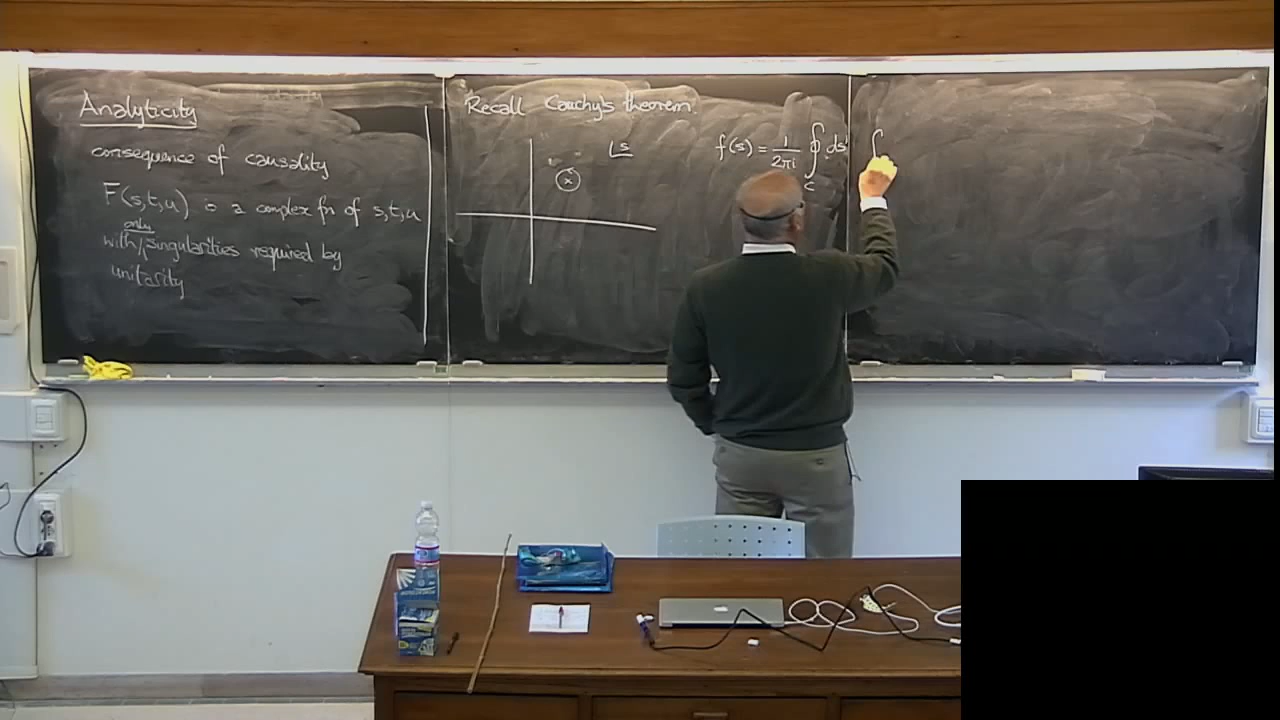 Analyticity
consequence of causality
F(s,t,u) is a complex fn of s,t,u
only
with singularities required by
unitarity
Recall Cauchy's theorem.
s
f(s) = 1/2πi ∮ ds'
C
∫